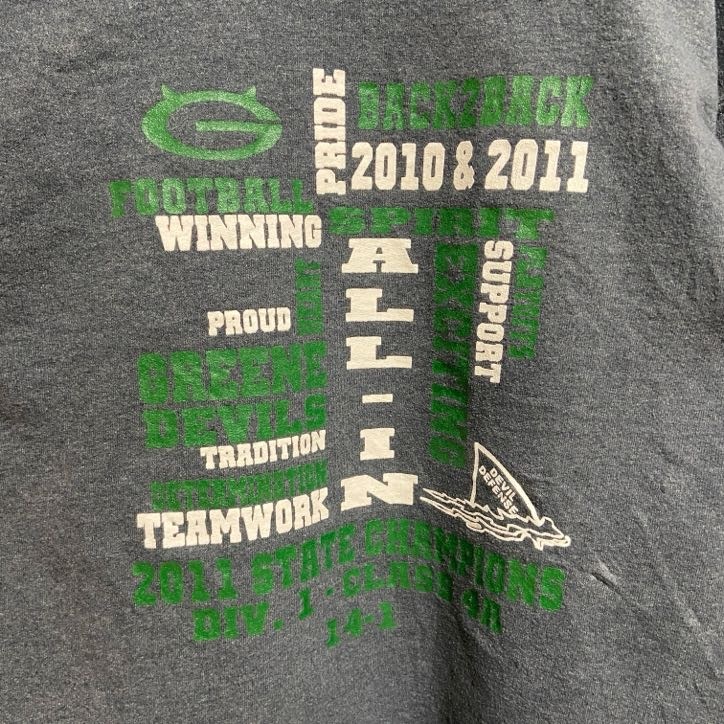 G
PRIDE
BACK2BACK
2010 & 2011
FOOTBALL
WINNING
SPIRIT
ALL-IN
EXCITING
SUPPORT
PROUD
GREENE
DEVILS
TRADITION
DETERMINATION
TEAMWORK
DEVIL
DEFENSE
2011 STATE CHAMPIONS
DIV. 1 - CLASS 4A
14-1